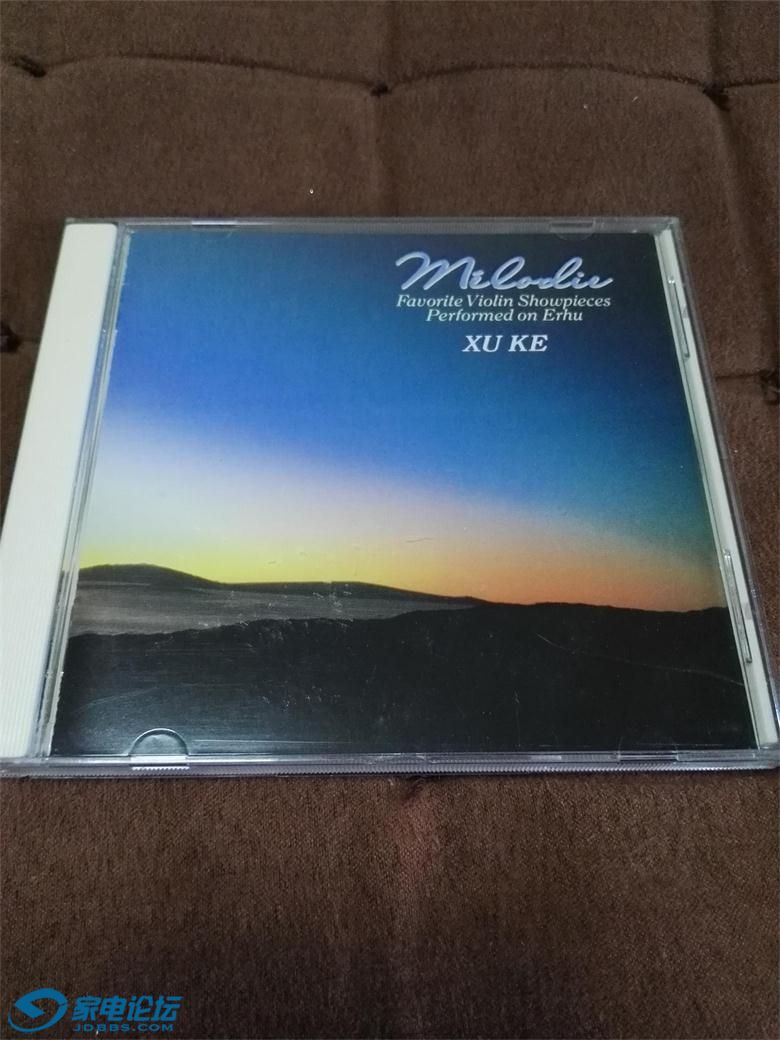 Mélodie
Favorite Violin Showpieces
Performed on Erhu
XU KE
家电论坛
JDBBS.COM